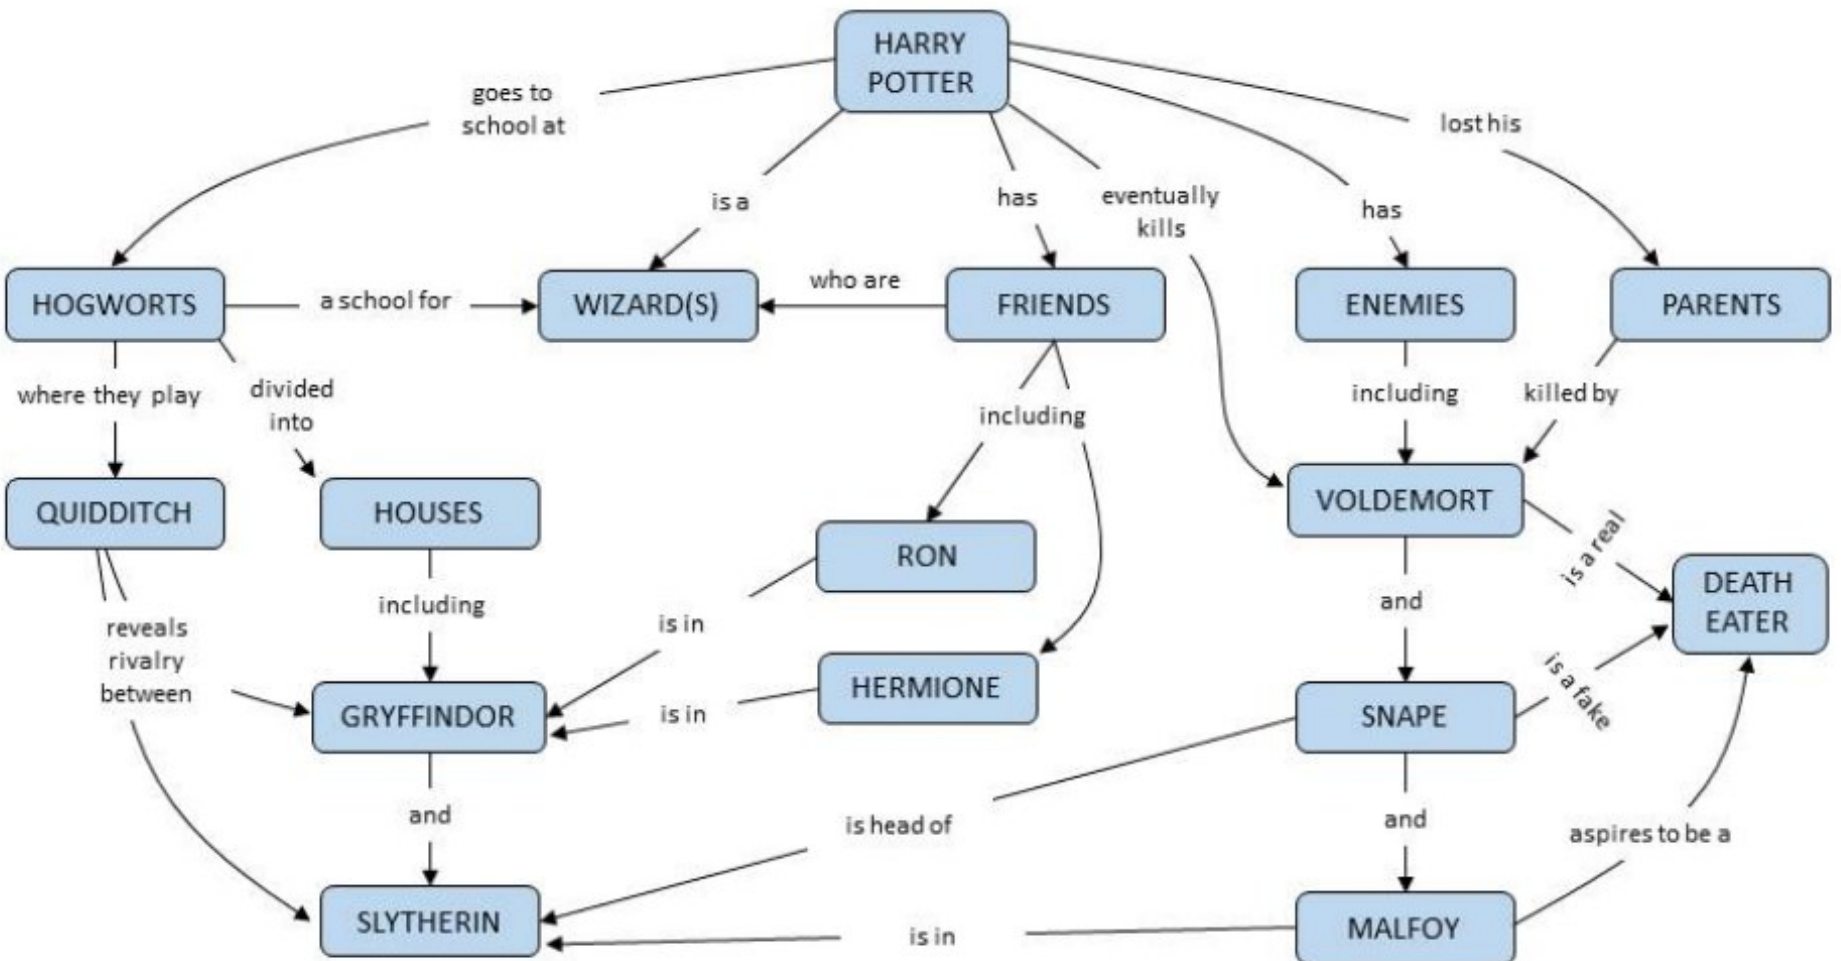 HARRY
POTTER
goes to
school at
lost his
is a
has
eventually
kills
has
HOGWORTS
a school for
WIZARD(S)
who are
FRIENDS
ENEMIES
PARENTS
where they play
divided
into
including
including
killed by
QUIDDITCH
HOUSES
VOLDEMORT
RON
is a real
DEATH
EATER
reveals
rivalry
between
including
is in
and
HERMIONE
is a fake
GRYFFINDOR
is in
SNAPE
and
is head of
and
aspires to be a
SLYTHERIN
is in
MALFOY